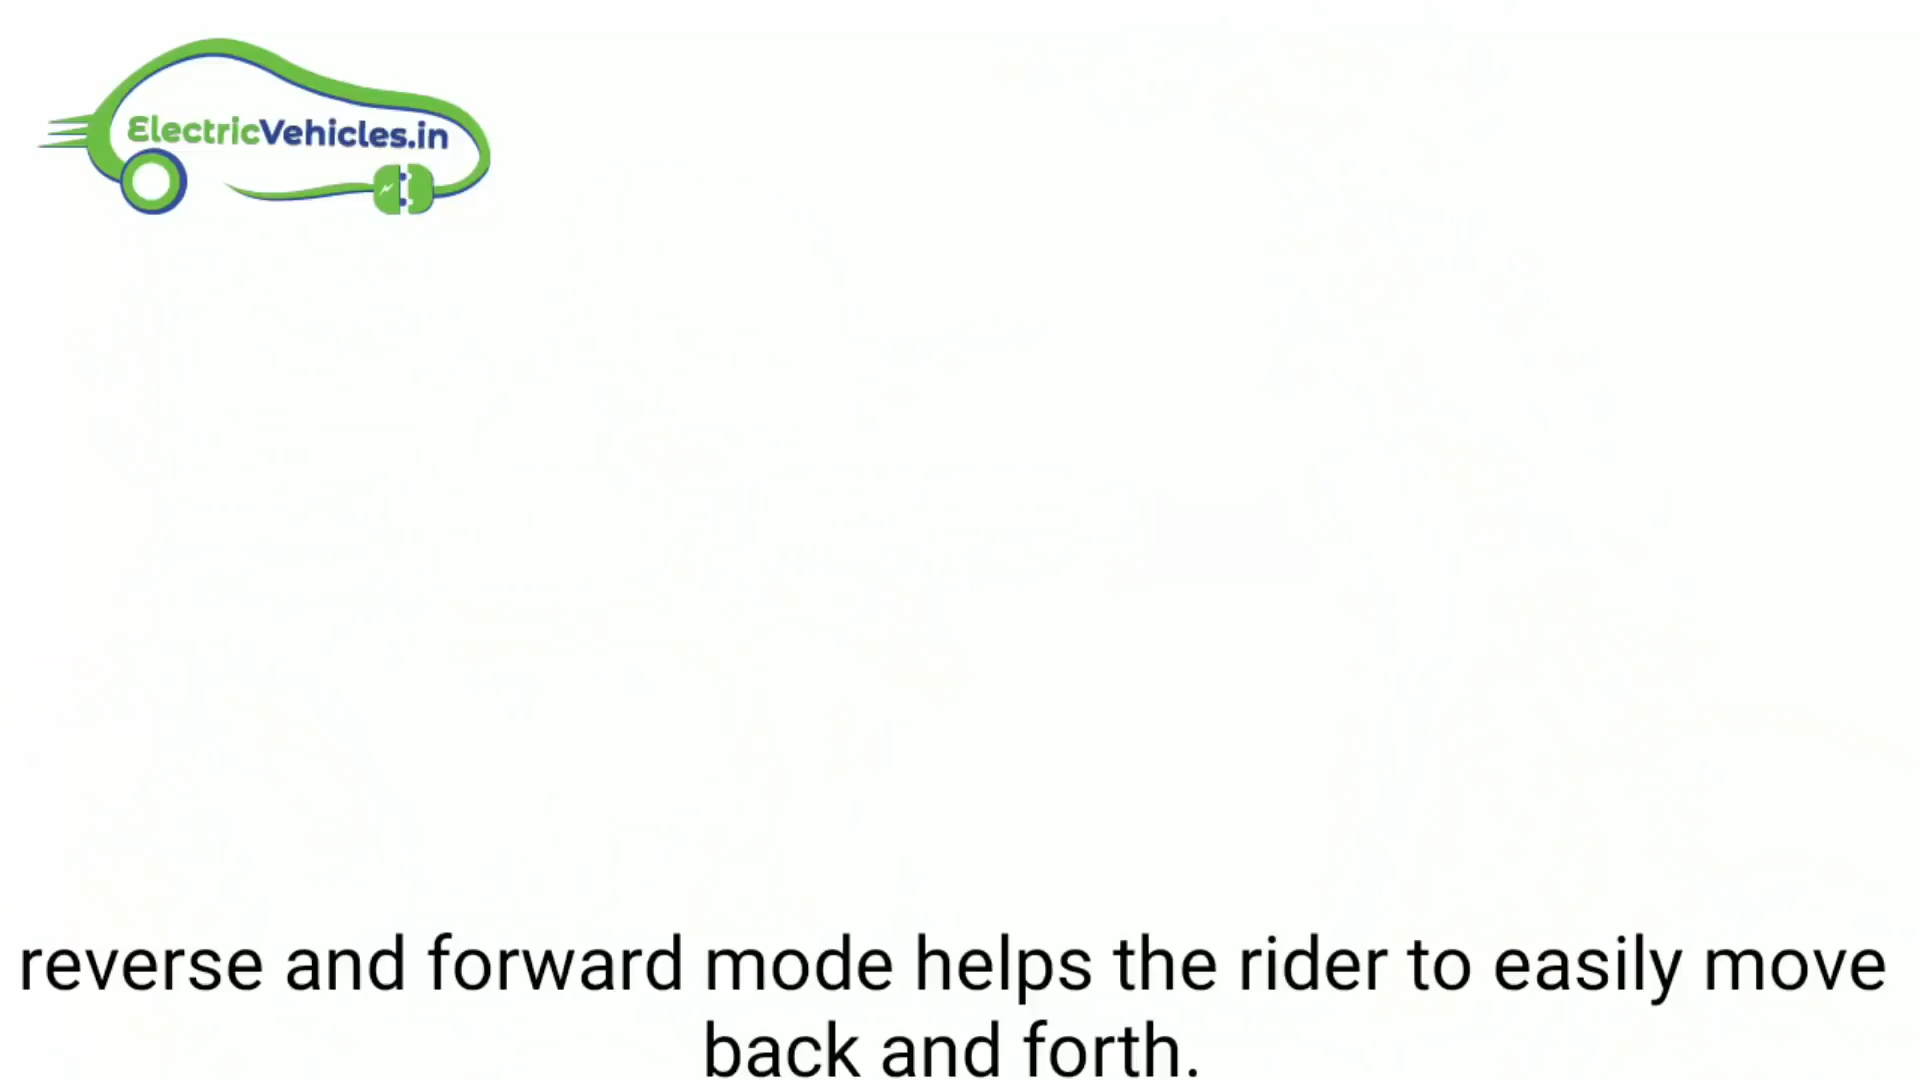 ElectricVehicles.in
reverse and forward mode helps the rider to easily move
back and forth.